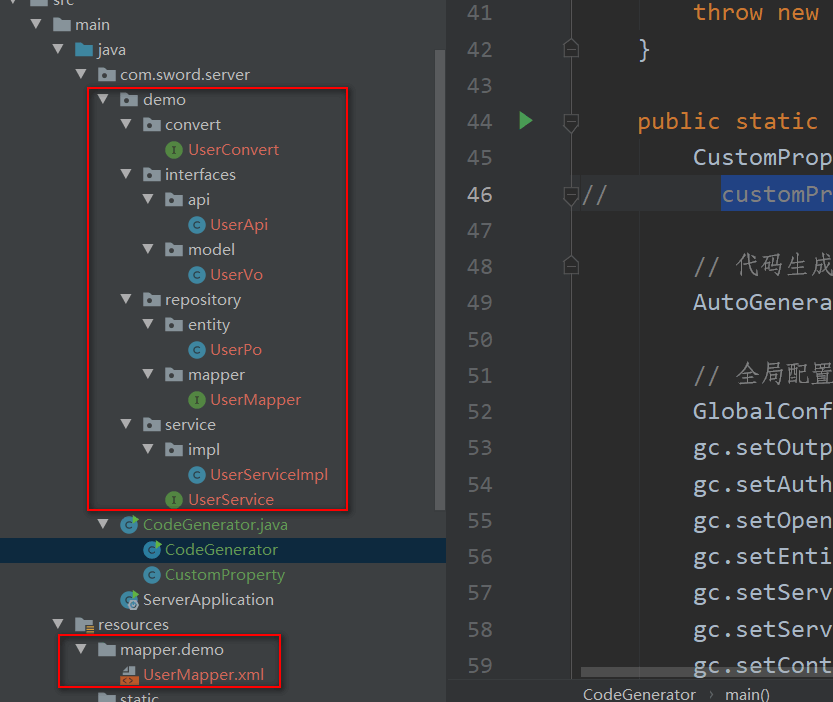 src
main
java
com.sword.server
demo
convert
UserConvert
interfaces
api
UserApi
model
UserVo
repository
entity
UserPo
mapper
UserMapper
service
impl
UserServiceImpl
UserService
CodeGenerator.java
CodeGenerator
CustomProperty
ServerApplication
resources
mapper.demo
UserMapper.xml
static
41 throw new
42 }
43
44 public static
45 CustomProp
46 // customPr
47
48 // 代码生成
49 AutoGenera
50
51 // 全局配置
52 GlobalConf
53 gc.setOutp
54 gc.setAuth
55 gc.setOpen
56 gc.setEnti
57 gc.setServ
58 gc.setServ
59 gc.setCont
CodeGenerator › main()